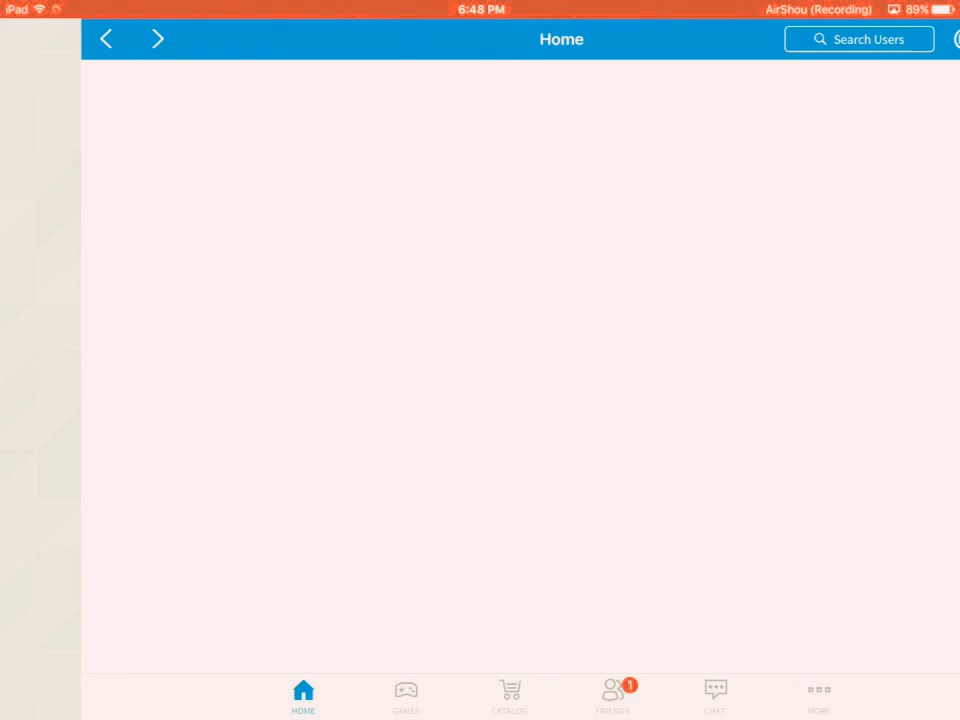 iPad 6:48 PM AirShou (Recording) 89%
Home Search Users
HOME GAMES CATALOG FRIENDS 1 CHAT MORE